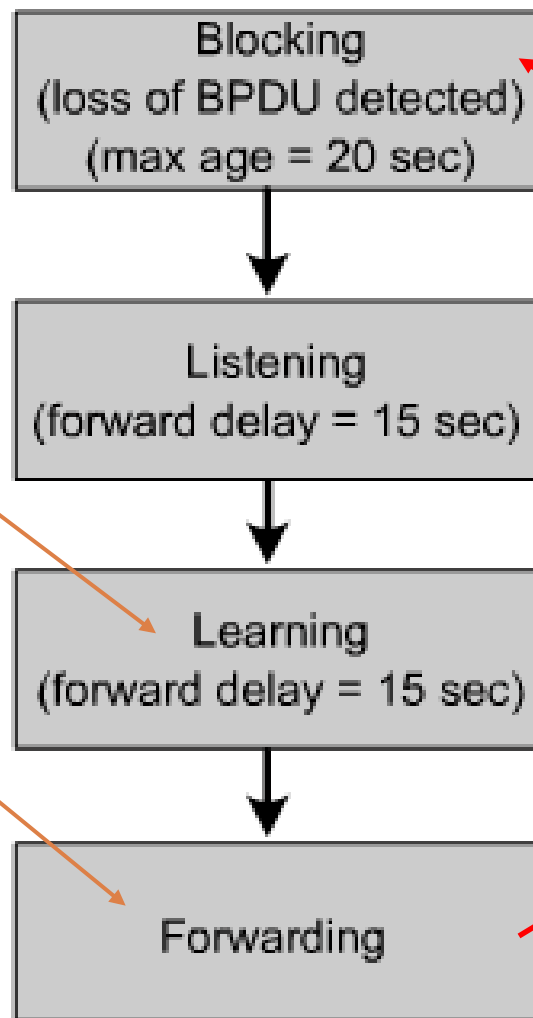 Blocking
(loss of BPDU detected)
(max age = 20 sec)
Listening
(forward delay = 15 sec)
Learning
(forward delay = 15 sec)
Forwarding